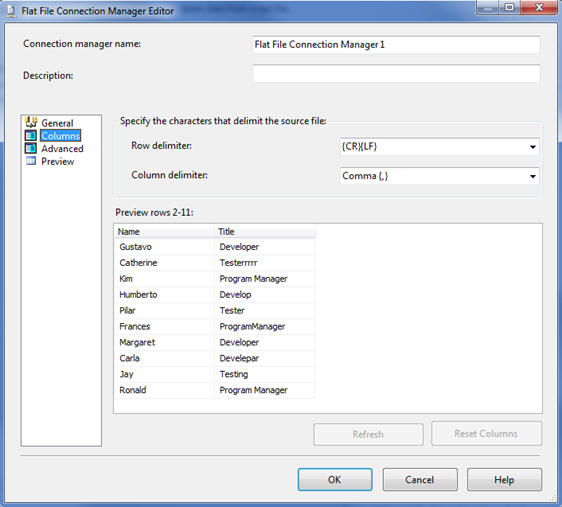 Flat File Connection Manager Editor
Connection manager name: Flat File Connection Manager 1
Description:
General
Columns
Advanced
Preview
Specify the characters that delimit the source file:
Row delimiter: {CR}{LF}
Column delimiter: Comma {,}
Preview rows 2-11:
Name Title
Gustavo Developer
Catherine Testerrrrr
Kim Program Manager
Humberto Develop
Pilar Tester
Frances ProgramManager
Margaret Developer
Carla Develepar
Jay Testing
Ronald Program Manager
Refresh Reset Columns
OK Cancel Help